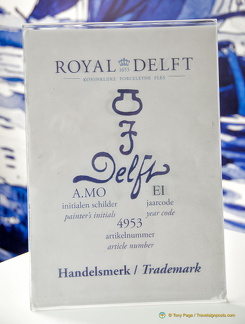 ROYAL DELFT
1653
KONINKLIJKE PORCELEYNE FLES
Delft
A.MO EI
initialen schilder jaarcode
painter's initials year code
4953
artikelnummer
article number
Handelsmerk / Trademark
© Tony Page / Travelsignposts.com